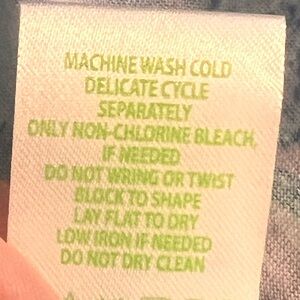 MACHINE WASH COLD
DELICATE CYCLE
SEPARATELY
ONLY NON-CHLORINE BLEACH,
IF NEEDED
DO NOT WRING OR TWIST
BLOCK TO SHAPE
LAY FLAT TO DRY
LOW IRON IF NEEDED
DO NOT DRY CLEAN